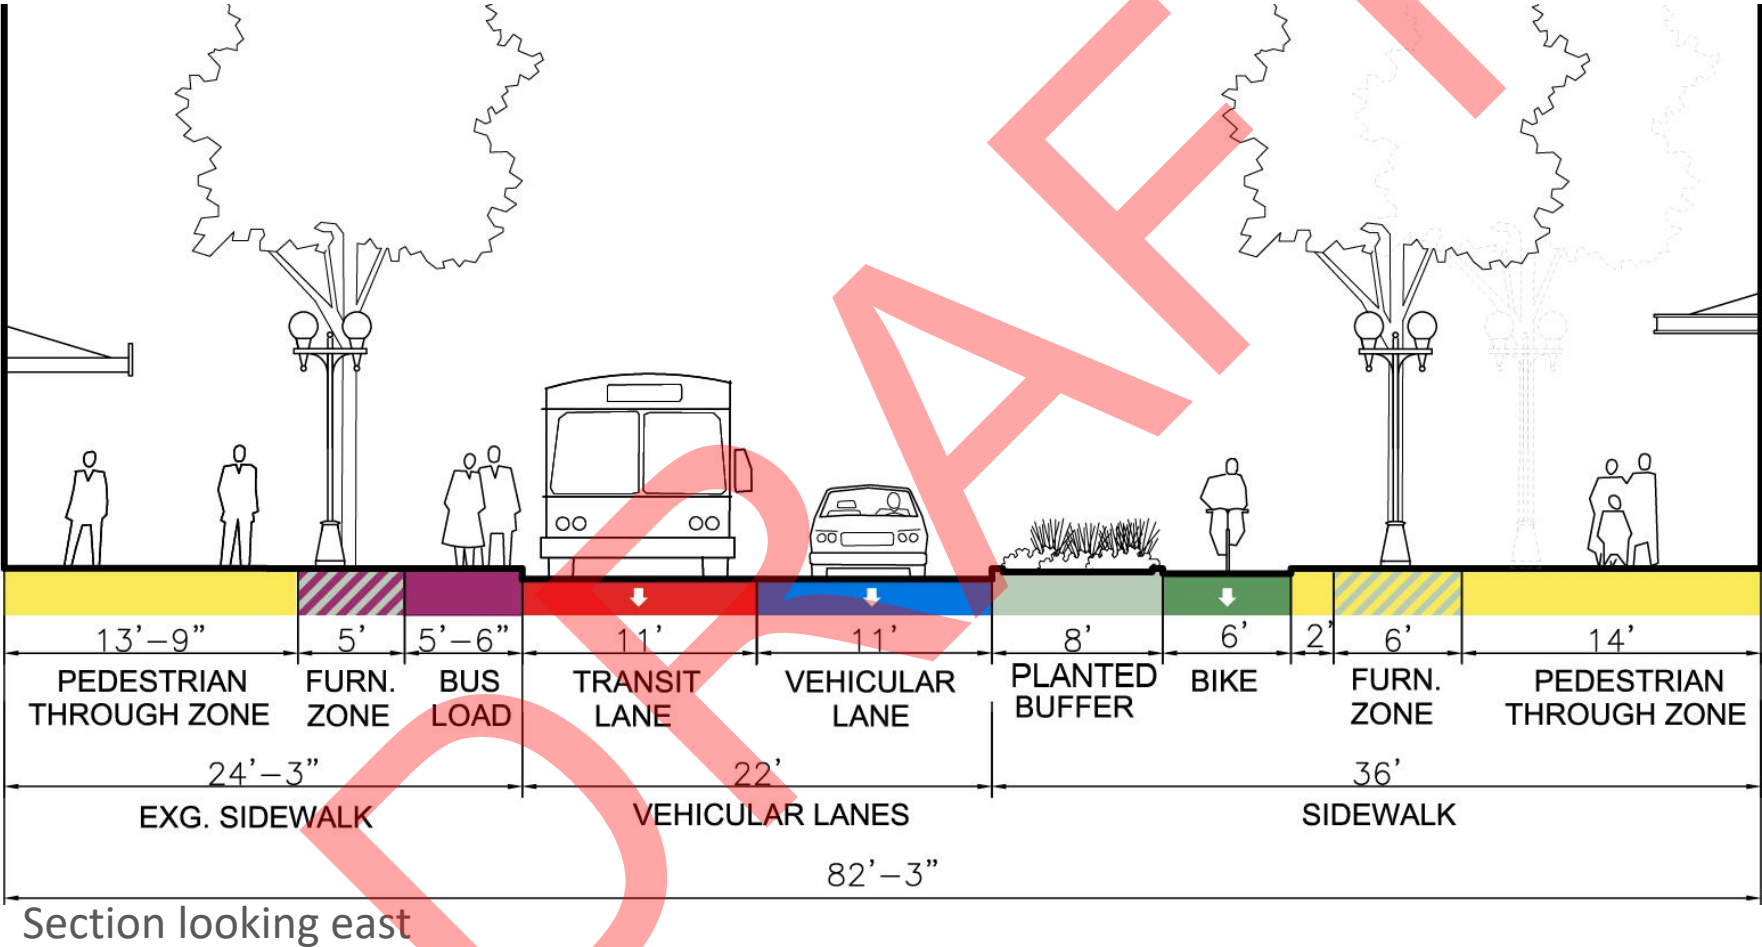 13’-9” 5’ 5’-6” 11’ 11’ 8’ 6’ 2’ 6’ 14’
PEDESTRIAN
THROUGH ZONE
FURN.
ZONE
BUS
LOAD
TRANSIT
LANE
VEHICULAR
LANE
PLANTED
BUFFER
BIKE
FURN.
ZONE
PEDESTRIAN
THROUGH ZONE
24’-3” 22’ 36’
EXG. SIDEWALK VEHICULAR LANES SIDEWALK
82’-3”
Section looking east
DRAFT